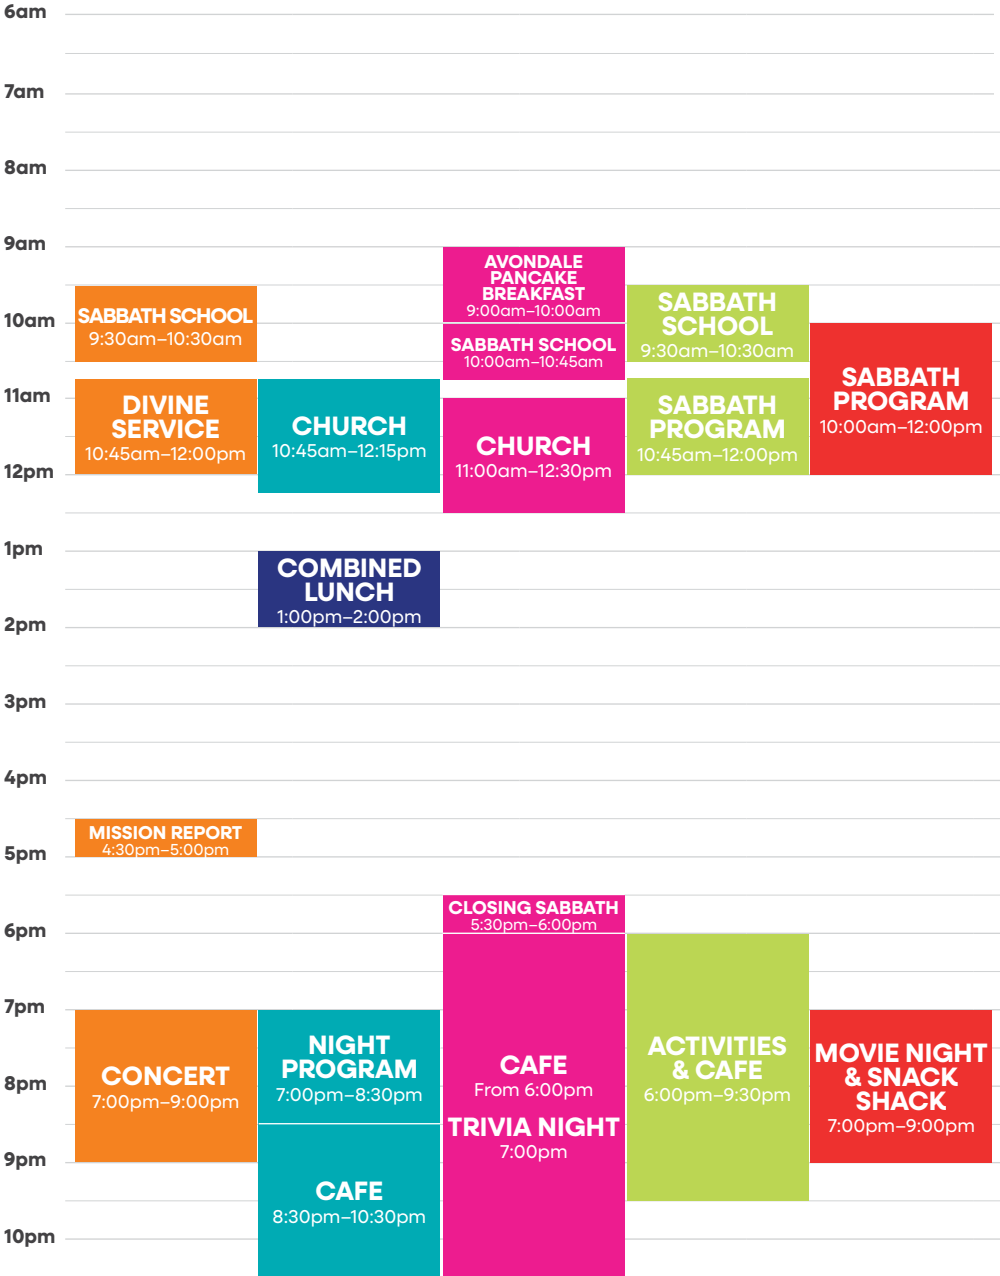 6am
7am
8am
9am
10am
11am
12pm
1pm
2pm
3pm
4pm
5pm
6pm
7pm
8pm
9pm
10pm
SABBATH SCHOOL
9:30am–10:30am
DIVINE
SERVICE
10:45am–12:00pm
MISSION REPORT
4:30pm–5:00pm
CONCERT
7:00pm–9:00pm
CHURCH
10:45am–12:15pm
COMBINED
LUNCH
1:00pm–2:00pm
NIGHT
PROGRAM
7:00pm–8:30pm
CAFE
8:30pm–10:30pm
AVONDALE
PANCAKE
BREAKFAST
9:00am–10:00am
SABBATH SCHOOL
10:00am–10:45am
CHURCH
11:00am–12:30pm
CLOSING SABBATH
5:30pm–6:00pm
CAFE
From 6:00pm
TRIVIA NIGHT
7:00pm
SABBATH
SCHOOL
9:30am–10:30am
SABBATH
PROGRAM
10:45am–12:00pm
ACTIVITIES
& CAFE
6:00pm–9:30pm
SABBATH
PROGRAM
10:00am–12:00pm
MOVIE NIGHT
& SNACK
SHACK
7:00pm–9:00pm